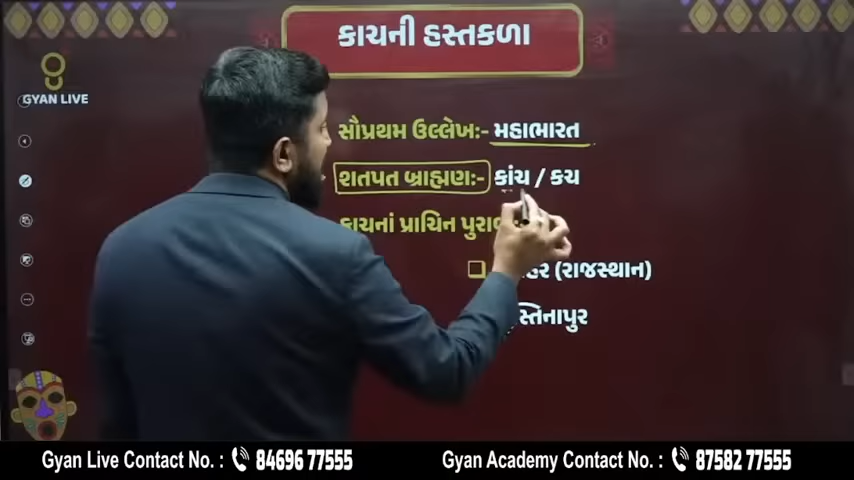 કાચની હસ્તકળા
GYAN LIVE
સૌપ્રથમ ઉલ્લેખ:- મહાભારત
શતપત બ્રાહ્મણ:- કાંચ / કચ
કાચનાં પ્રાચિન
(રાજસ્થાન)
Gyan Live Contact No. : 84696 77555
Gyan Academy Contact No. : 87582 77555